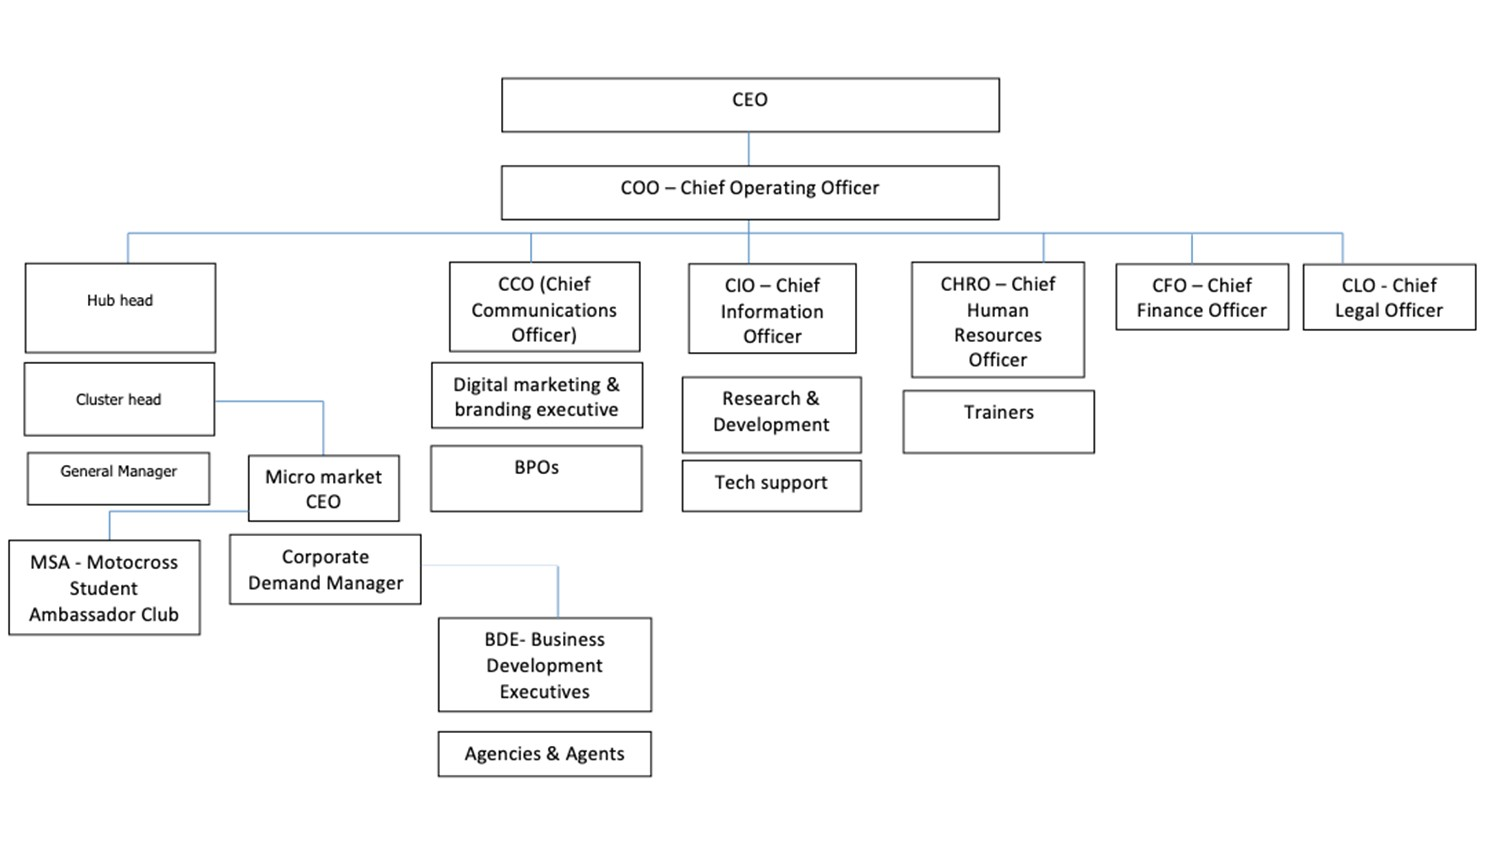 CEO
COO – Chief Operating Officer
Hub head
CCO (Chief
Communications
Officer)
CIO – Chief
Information
Officer
CHRO – Chief
Human
Resources
Officer
CFO – Chief
Finance Officer
CLO - Chief
Legal Officer
Cluster head
Digital marketing &
branding executive
Research &
Development
Trainers
General Manager
Micro market
CEO
BPOs
Tech support
MSA - Motocross
Student
Ambassador Club
Corporate
Demand Manager
BDE- Business
Development
Executives
Agencies & Agents